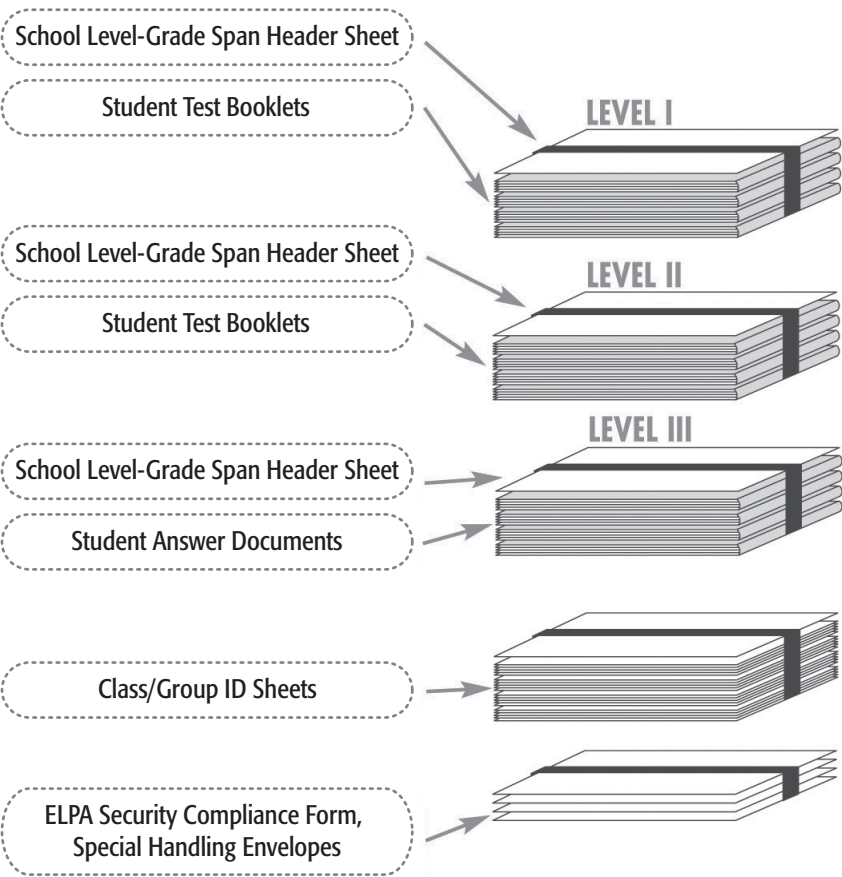 School Level-Grade Span Header Sheet
Student Test Booklets
LEVEL I
School Level-Grade Span Header Sheet
Student Test Booklets
LEVEL II
School Level-Grade Span Header Sheet
Student Answer Documents
LEVEL III
Class/Group ID Sheets
ELPA Security Compliance Form,
Special Handling Envelopes